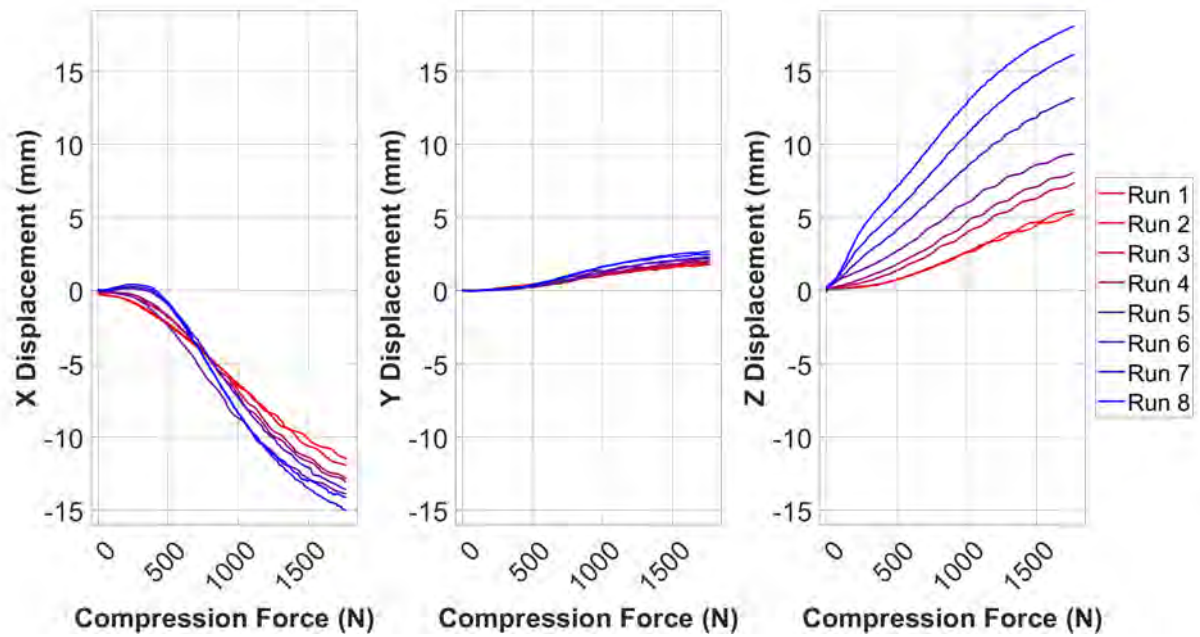 X Displacement (mm)
15
10
5
0
-5
-10
-15
0
500
1000
1500
Compression Force (N)
Y Displacement (mm)
15
10
5
0
-5
-10
-15
0
500
1000
1500
Compression Force (N)
Z Displacement (mm)
15
10
5
0
-5
-10
-15
0
500
1000
1500
Compression Force (N)
Run 1
Run 2
Run 3
Run 4
Run 5
Run 6
Run 7
Run 8